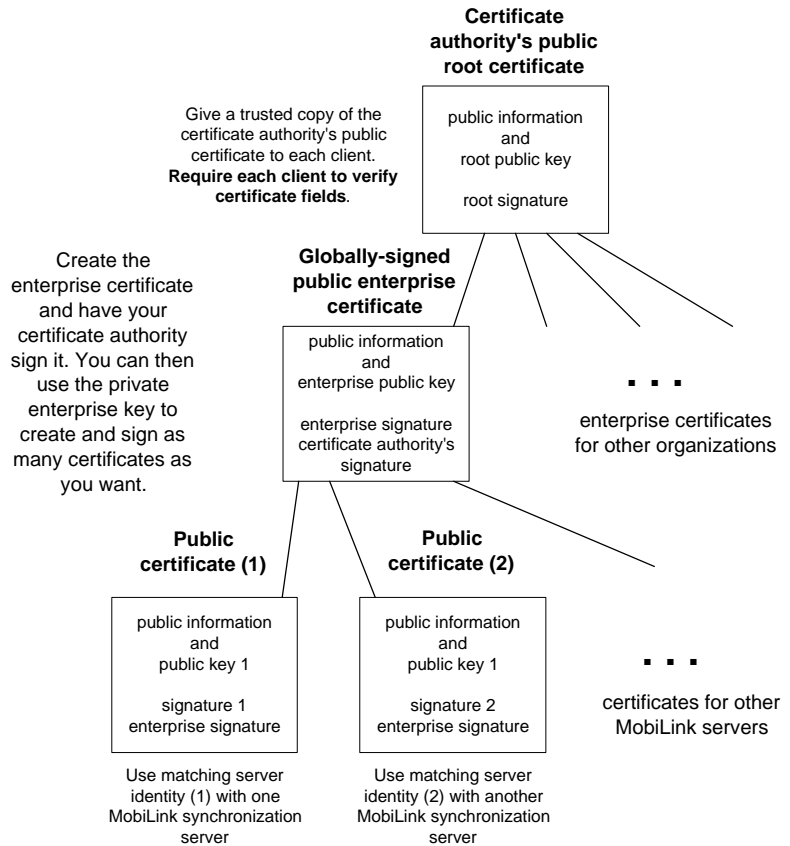 Certificate
authority's public
root certificate
Give a trusted copy of the
certificate authority's public
certificate to each client.
Require each client to verify
certificate fields.
public information
and
root public key
root signature
Create the
enterprise certificate
and have your
certificate authority
sign it. You can then
use the private
enterprise key to
create and sign as
many certificates as
you want.
Globally-signed
public enterprise
certificate
public information
and
enterprise public key
enterprise signature
certificate authority's
signature
. . .
enterprise certificates
for other organizations
Public
certificate (1)
public information
and
public key 1
signature 1
enterprise signature
Use matching server
identity (1) with one
MobiLink synchronization
server
Public
certificate (2)
public information
and
public key 1
signature 2
enterprise signature
Use matching server
identity (2) with another
MobiLink synchronization
server
. . .
certificates for other
MobiLink servers